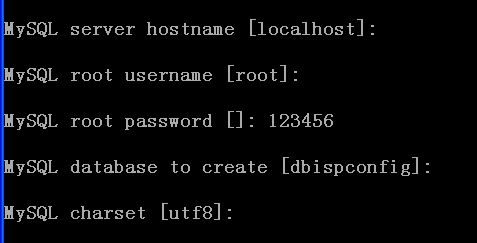 MySQL server hostname [localhost]:
MySQL root username [root]:
MySQL root password []: 123456
MySQL database to create [dbispconfig]:
MySQL charset [utf8]: